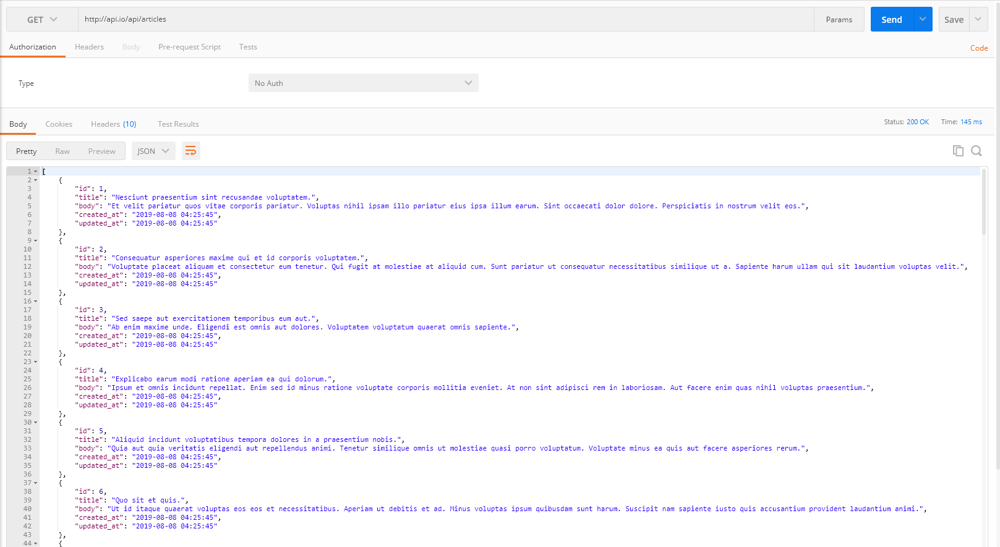 GET http://api.io/api/articles Params Send Save
Authorization Headers Body Pre-request Script Tests Code
Type No Auth
Body Cookies Headers (10) Test Results Status: 200 OK Time: 145 ms
Pretty Raw Preview JSON
1 [
2 {
3 "id": 1,
4 "title": "Nesciunt praesentium sint recusandae voluptatem.",
5 "body": "Et velit pariatur quos vitae corporis pariatur. Voluptas nihil ipsam illo pariatur eius ipsa illum earum. Sint occaecati dolor dolore. Perspiciatis in nostrum velit eos.",
6 "created_at": "2019-08-08 04:25:45",
7 "updated_at": "2019-08-08 04:25:45"
8 },
9 {
10 "id": 2,
11 "title": "Consequatur asperiores maxime qui et id corporis voluptatem.",
12 "body": "Voluptate placeat aliquam et consectetur eum tenetur. Qui fugit at molestiae at aliquid cum. Sunt pariatur ut consequatur necessitatibus similique ut a. Sapiente harum ullam qui sit laudantium voluptas velit.",
13 "created_at": "2019-08-08 04:25:45",
14 "updated_at": "2019-08-08 04:25:45"
15 },
16 {
17 "id": 3,
18 "title": "Sed saepe aut exercitationem temporibus eum aut.",
19 "body": "Ab enim maxime unde. Eligendi est omnis aut dolores. Voluptatem voluptatum quaerat omnis sapiente.",
20 "created_at": "2019-08-08 04:25:45",
21 "updated_at": "2019-08-08 04:25:45"
22 },
23 {
24 "id": 4,
25 "title": "Explicabo earum modi ratione aperiam ea qui dolorum.",
26 "body": "Ipsum et omnis incidunt repellat. Enim sed id minus ratione voluptate corporis mollitia eveniet. At non sint adipisci rem in laboriosam. Aut facere enim quas nihil voluptas praesentium.",
27 "created_at": "2019-08-08 04:25:45",
28 "updated_at": "2019-08-08 04:25:45"
29 },
30 {
31 "id": 5,
32 "title": "Aliquid incidunt voluptatibus tempora dolores in a praesentium nobis.",
33 "body": "Quia aut quia veritatis eligendi aut repellendus animi. Tenetur similique omnis ut molestiae quasi porro voluptatum. Voluptate minus ea quis aut facere asperiores rerum.",
34 "created_at": "2019-08-08 04:25:45",
35 "updated_at": "2019-08-08 04:25:45"
36 },
37 {
38 "id": 6,
39 "title": "Quo sit et quis.",
40 "body": "Ut id itaque quaerat voluptas eos eos et necessitatibus. Aperiam ut debitis et ad. Minus voluptas ipsum quibusdam sunt harum. Suscipit nam sapiente iusto quis accusantium provident laudantium animi.",
41 "created_at": "2019-08-08 04:25:45",
42 "updated_at": "2019-08-08 04:25:45"
43 },
44 {